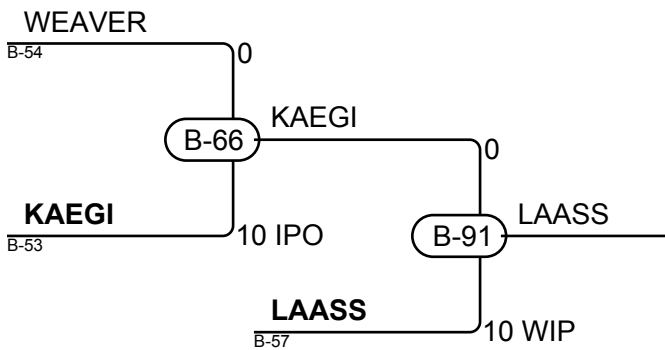 WEAVER
B-54
0
B-66
KAEGI
0
KAEGI
B-53
10 IPO
B-91
LAASS
LAASS
B-57
10 WIP